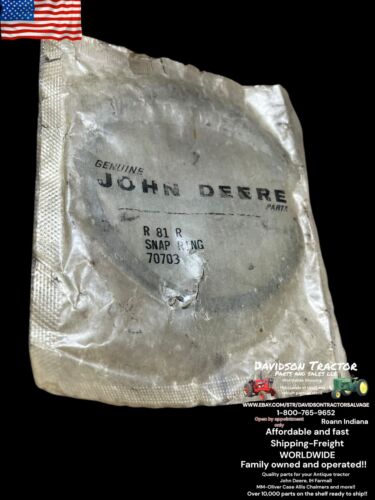 GENUINE
JOHN DEERE
PARTS
R 81 R
SNAP RING
70703
Davidson Tractor
Parts and Sales LLC
Worldwide Shipping
WWW.EBAY.COM/STR/DAVIDSONTRACTORSALVAGE
1-800-765-9652
Open by appointment only
Roann Indiana
Affordable and fast
Shipping-Freight
WORLDWIDE
Family owned and operated!!
Quality parts for your Antique tractor
John Deere, IH Farmall
MM-Oliver Case Allis Chalmers and more!!
Over 10,000 parts on the shelf ready to ship!!